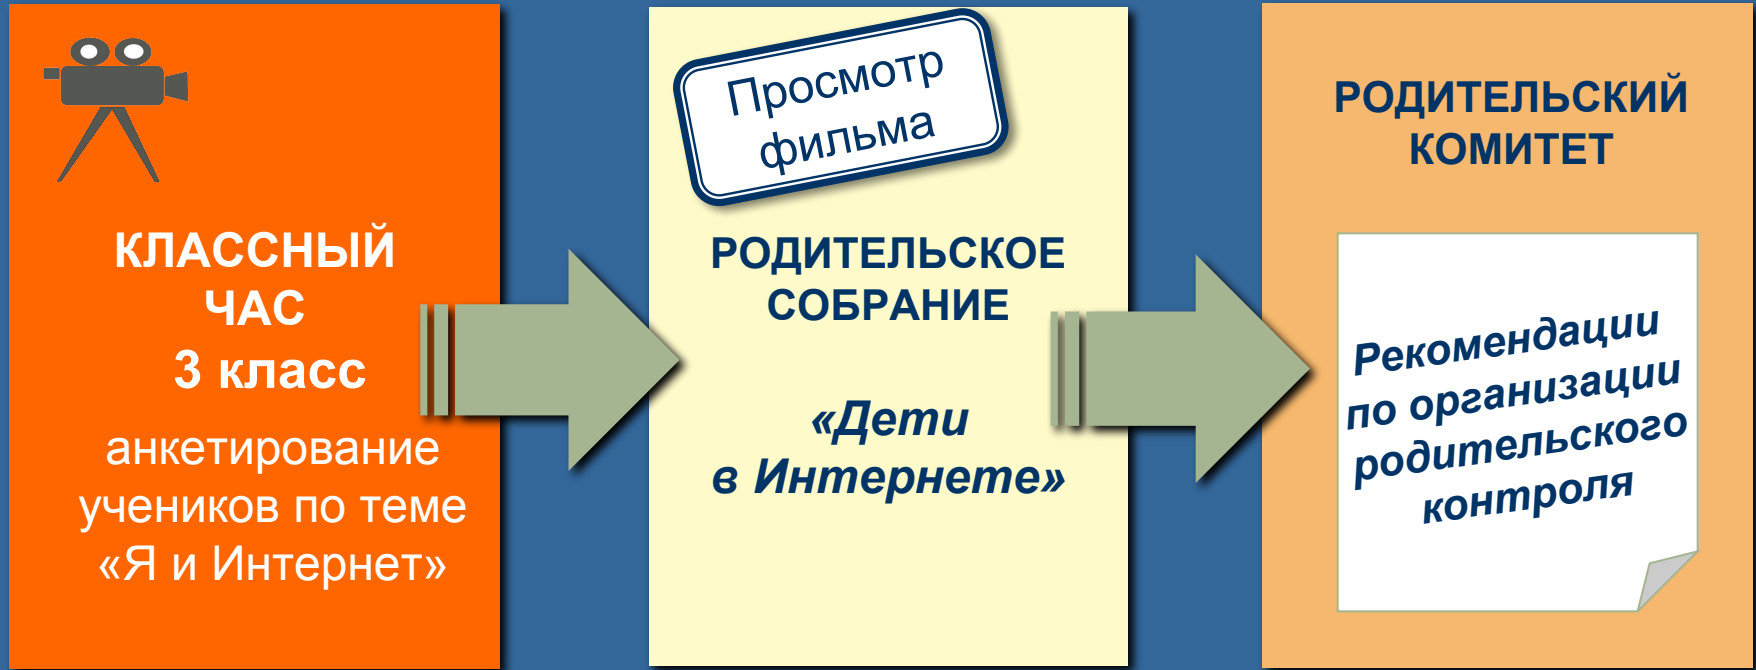 КЛАССНЫЙ
ЧАС
3 класс
анкетирование
учеников по теме
«Я и Интернет»
Просмотр
фильма
РОДИТЕЛЬСКОЕ
СОБРАНИЕ
«Дети
в Интернете»
РОДИТЕЛЬСКИЙ
КОМИТЕТ
Рекомендации
по организации
родительского
контроля